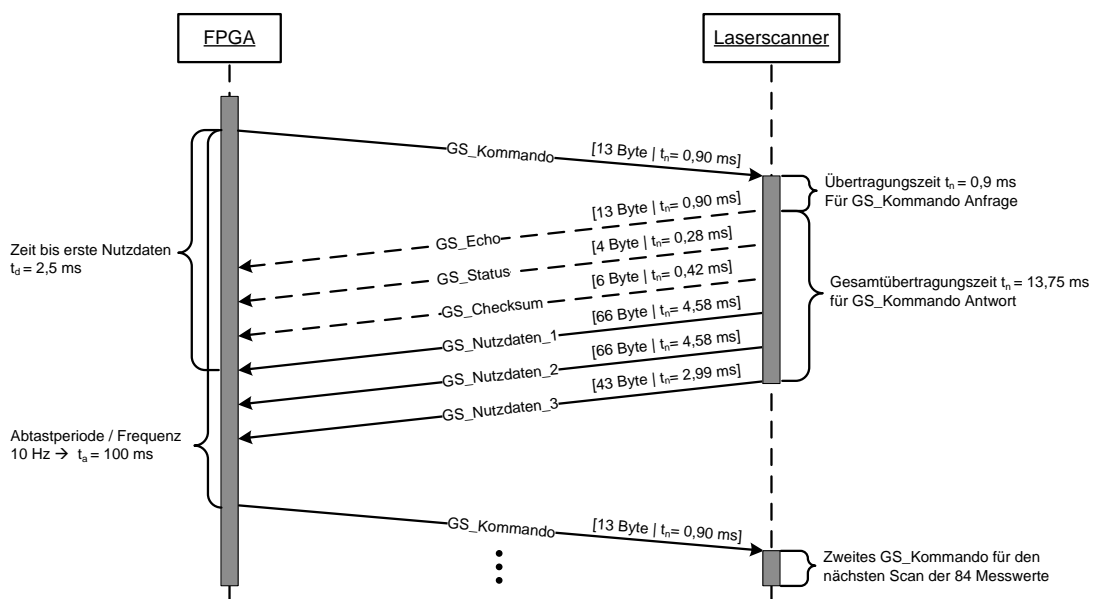 FPGA
Laserscanner
GS_Kommando
[13 Byte | tn= 0,90 ms]
Übertragungszeit tn = 0,9 ms
Für GS_Kommando Anfrage
GS_Echo
[13 Byte | tn= 0,90 ms]
GS_Status
[4 Byte | tn= 0,28 ms]
Zeit bis erste Nutzdaten
td = 2,5 ms
GS_Checksum
[6 Byte | tn= 0,42 ms]
Gesamtübertragungszeit tn = 13,75 ms
für GS_Kommando Antwort
GS_Nutzdaten_1
[66 Byte | tn= 4,58 ms]
GS_Nutzdaten_2
[66 Byte | tn= 4,58 ms]
GS_Nutzdaten_3
[43 Byte | tn= 2,99 ms]
Abtastperiode / Frequenz
10 Hz → ta = 100 ms
GS_Kommando
[13 Byte | tn= 0,90 ms]
Zweites GS_Kommando für den
nächsten Scan der 84 Messwerte